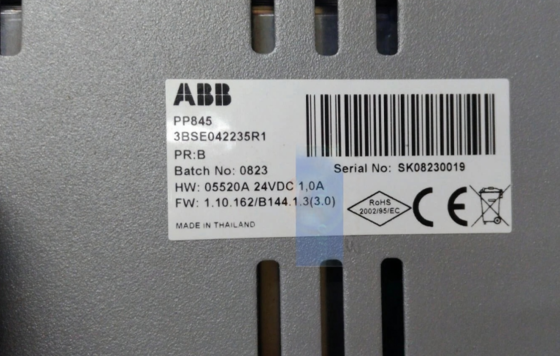 ABB
PP845
3BSE042235R1
PR:B
Batch No: 0823
Serial No: SK08230019
HW: 05520A 24VDC 1,0A
FW: 1.10.162/B144.1.3(3.0)
RoHS
2002/95/EC
CE
MADE IN THAILAND